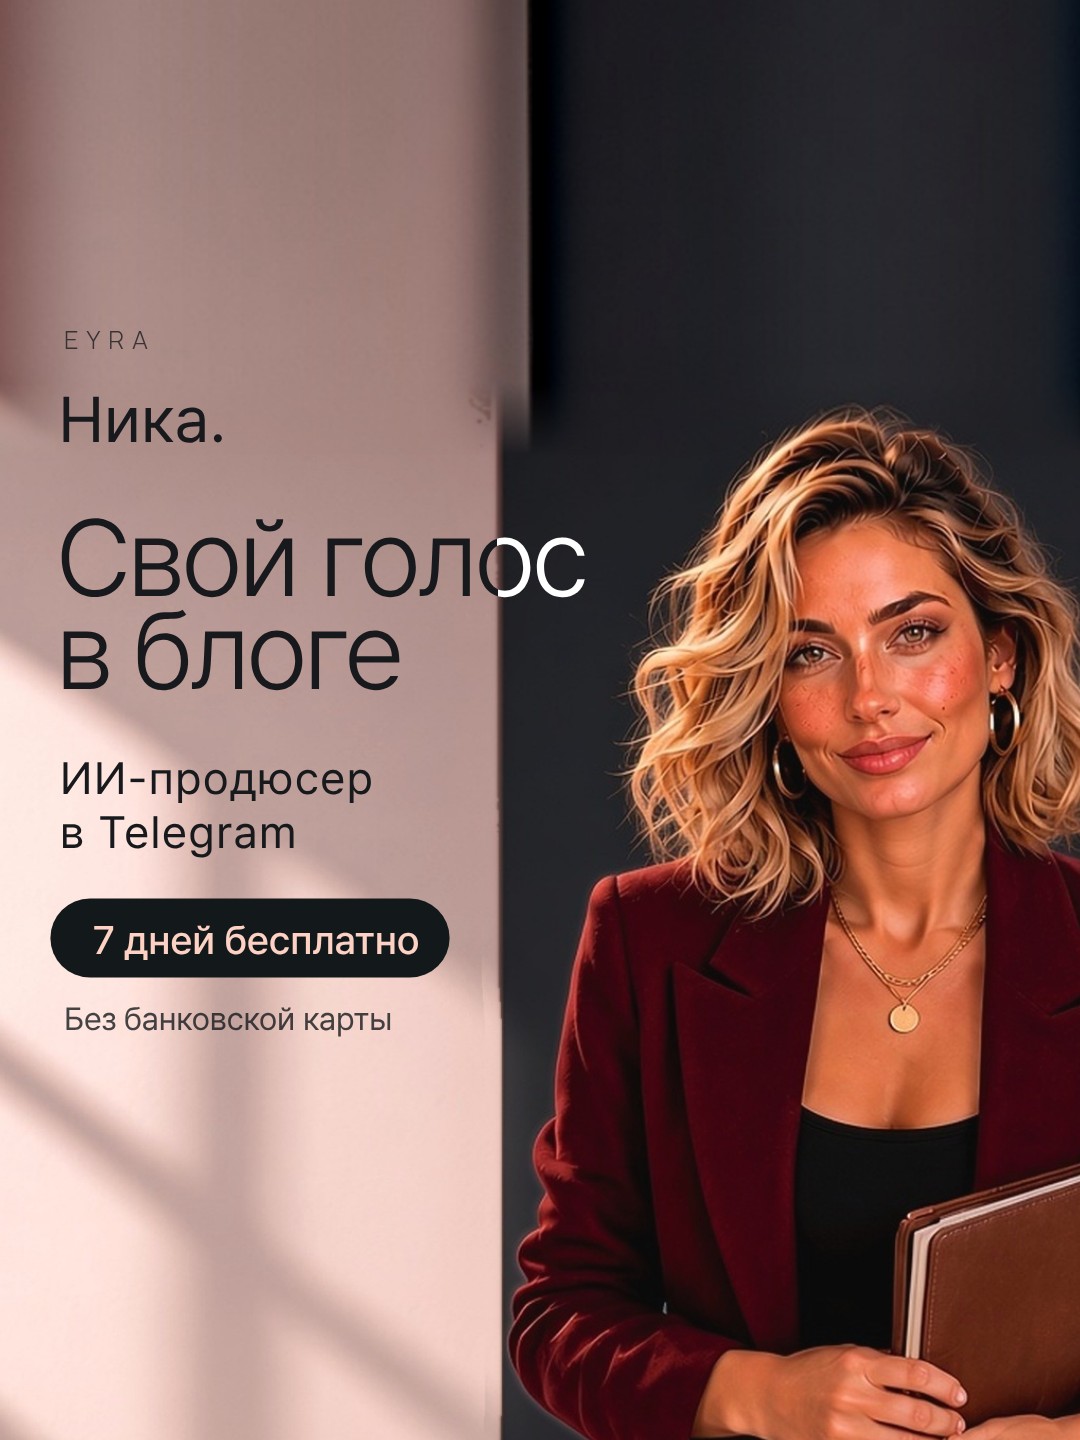 EYRA
Ника.
Свой голос
в блоге
ИИ-продюсер
в Telegram
7 дней бесплатно
Без банковской карты